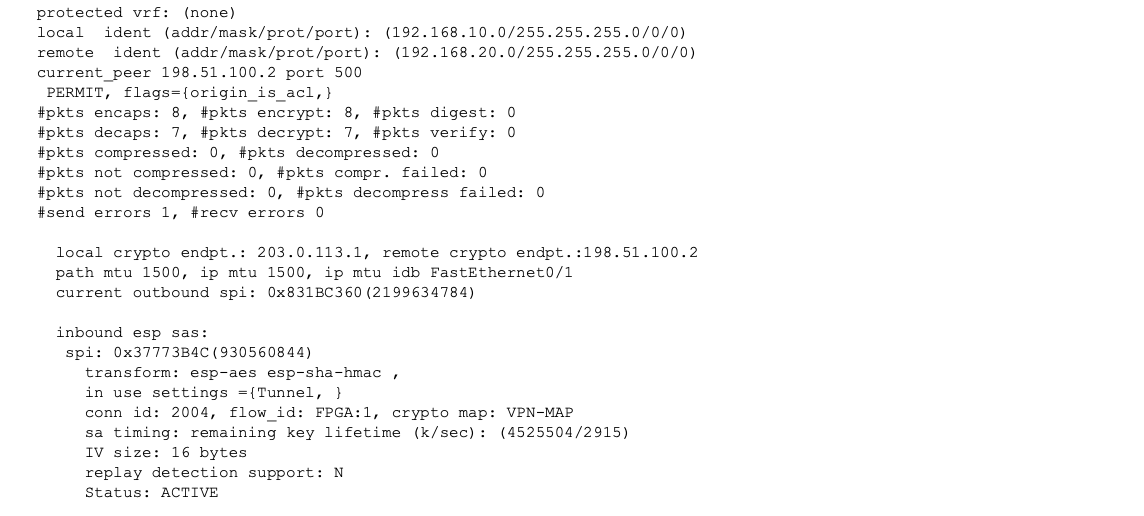 protected vrf: (none)
local  ident (addr/mask/prot/port): (192.168.10.0/255.255.255.0/0/0)
remote  ident (addr/mask/prot/port): (192.168.20.0/255.255.255.0/0/0)
current_peer 198.51.100.2 port 500
PERMIT, flags={origin_is_acl,}
#pkts encaps: 8, #pkts encrypt: 8, #pkts digest: 0
#pkts decaps: 7, #pkts decrypt: 7, #pkts verify: 0
#pkts compressed: 0, #pkts decompressed: 0
#pkts not compressed: 0, #pkts compr. failed: 0
#pkts not decompressed: 0, #pkts decompress failed: 0
#send errors 1, #recv errors 0
local crypto endpt.: 203.0.113.1, remote crypto endpt.:198.51.100.2
path mtu 1500, ip mtu 1500, ip mtu idb FastEthernet0/1
current outbound spi: 0x831BC360(2199634784)
inbound esp sas:
spi: 0x37773B4C(930560844)
transform: esp-aes esp-sha-hmac ,
in use settings ={Tunnel, }
conn id: 2004, flow_id: FPGA:1, crypto map: VPN-MAP
sa timing: remaining key lifetime (k/sec): (4525504/2915)
IV size: 16 bytes
replay detection support: N
Status: ACTIVE